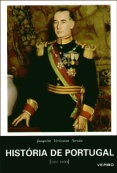 Joaquim Veríssimo Serrão
HISTÓRIA DE PORTUGAL
VERBO